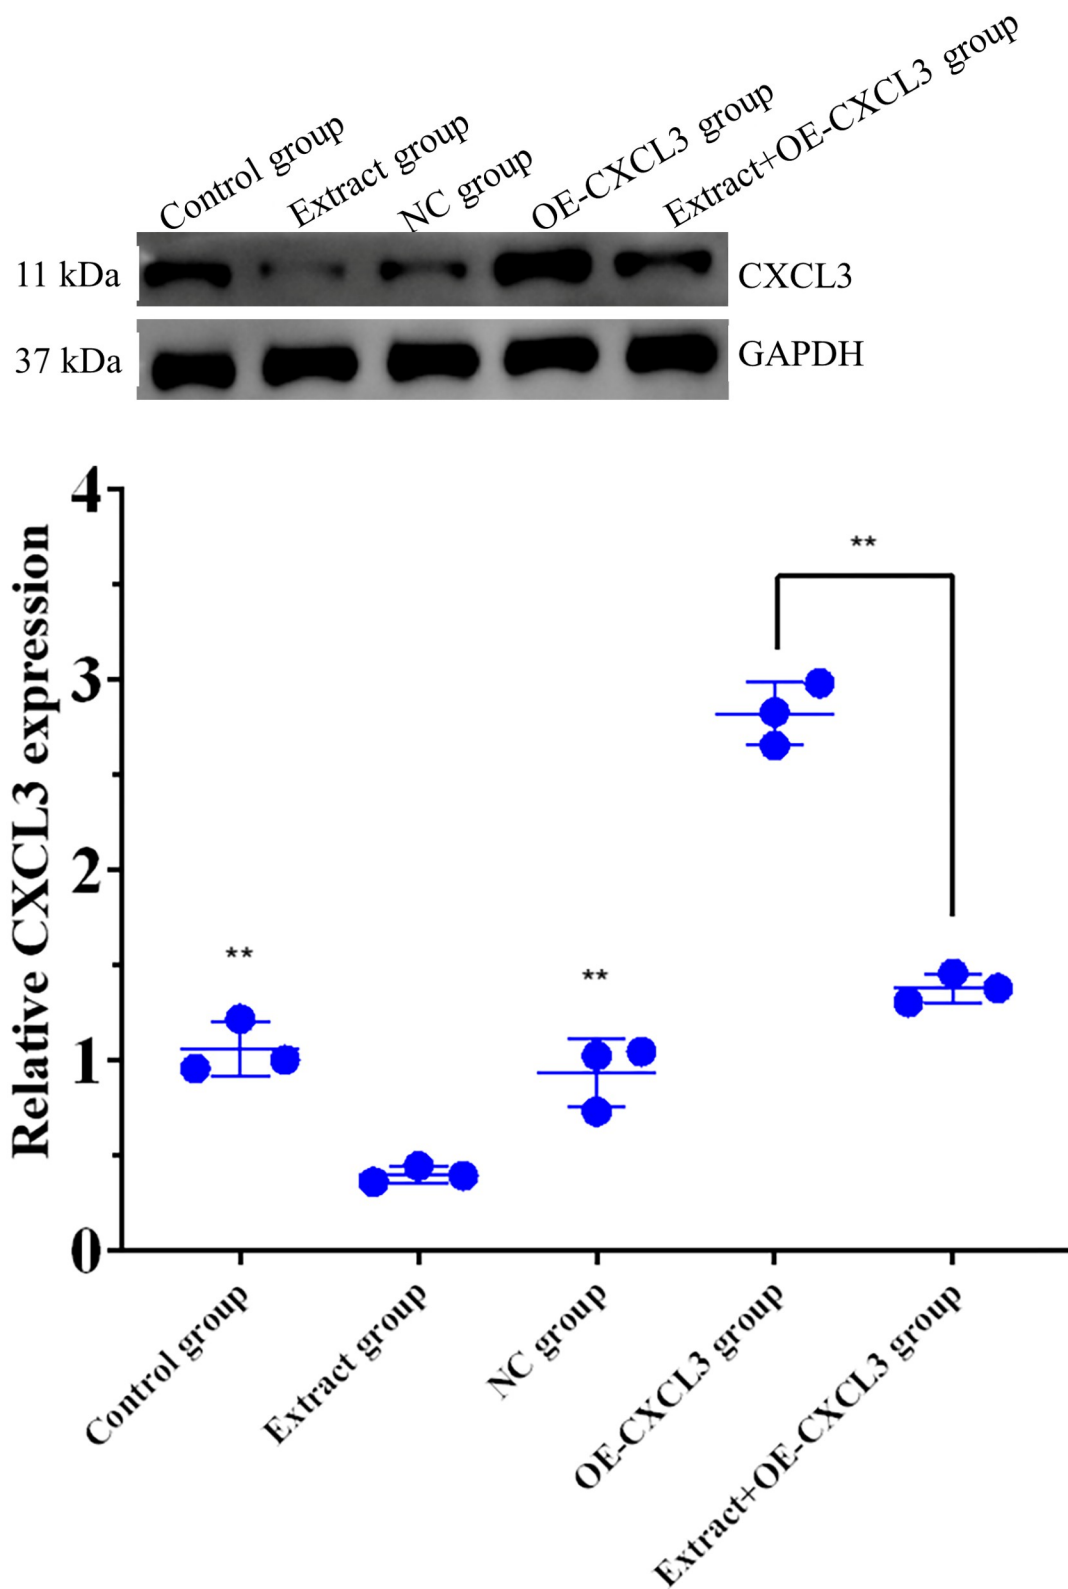 Control group
Extract group
NC group
OE-CXCL3 group
Extract+OE-CXCL3 group
11 kDa
CXCL3
37 kDa
GAPDH
Relative CXCL3 expression
4
3
2
1
0
**
**
**
Control group
Extract group
NC group
OE-CXCL3 group
Extract+OE-CXCL3 group